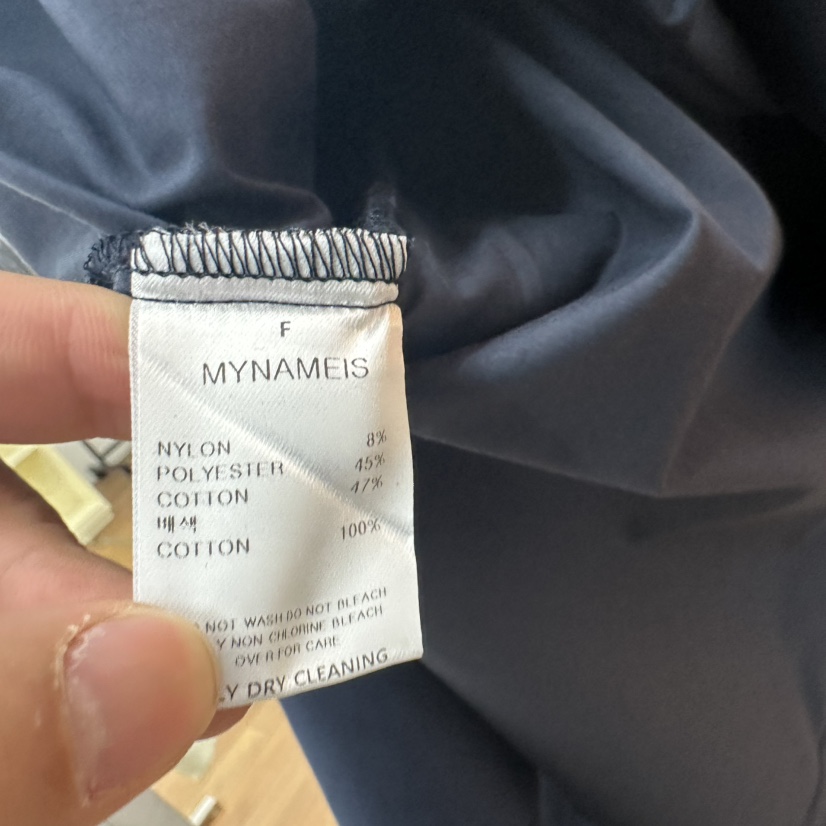 F
MYNAMEIS
NYLON 8%
POLYESTER 45%
COTTON 47%
배색
COTTON 100%
NOT WASH DO NOT BLEACH
Y NON CHLORINE BLEACH
OVER FOR CARE
LY DRY CLEANING